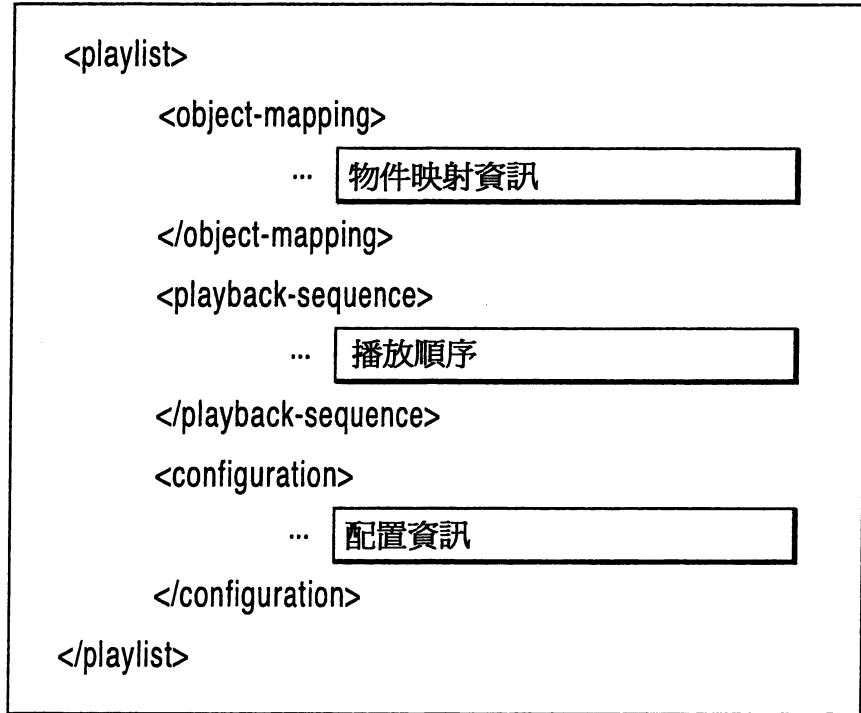 <playlist>
<object-mapping>
... 物件映射資訊
</object-mapping>
<playback-sequence>
... 播放順序
</playback-sequence>
<configuration>
... 配置資訊
</configuration>
</playlist>